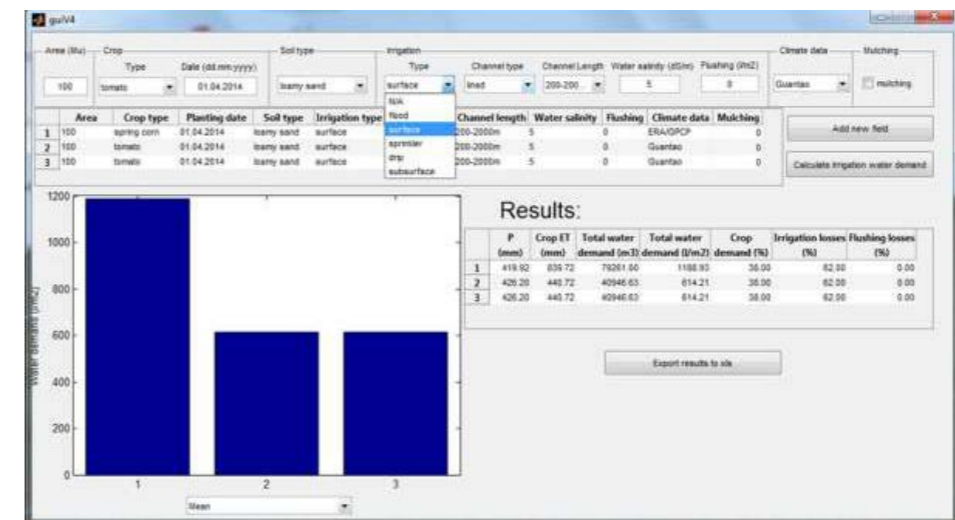 guiV4
Area (Mu) Crop Soil type Irrigation Climate data Mulching
Type Date (dd.mm.yyyy) Type Channel type Channel Length Water salinity (dS/m) Flushing (l/m2)
100 tomato 01.04.2014 loamy sand surface lined 200-200... 5 0 Guantao mulching
N/A
flood
surface
sprinkler
drip
subsurface
Area Crop type Planting date Soil type Irrigation type Channel length Water salinity Flushing Climate data Mulching
1 100 spring corn 01.04.2014 loamy sand surface 200-2000m 5 0 ERA/GPCP 0
2 100 tomato 01.04.2014 loamy sand surface 200-2000m 5 0 Guantao 0
3 100 tomato 01.04.2014 loamy sand surface 200-2000m 5 0 Guantao 0
Add new field
Calculate irrigation water demand
Results:
P Crop ET Total water Total water Crop Irrigation losses Flushing losses
(mm) (mm) demand (m3) demand (l/m2) demand (%) (%) (%)
1 419.92 839.72 79261.60 1188.93 38.00 62.00 0.00
2 426.20 440.72 40946.63 614.21 38.00 62.00 0.00
3 426.20 440.72 40946.63 614.21 38.00 62.00 0.00
Export results to xls
Water demand (l/m2)
1200
1000
800
600
400
200
0
1 2 3
Mean